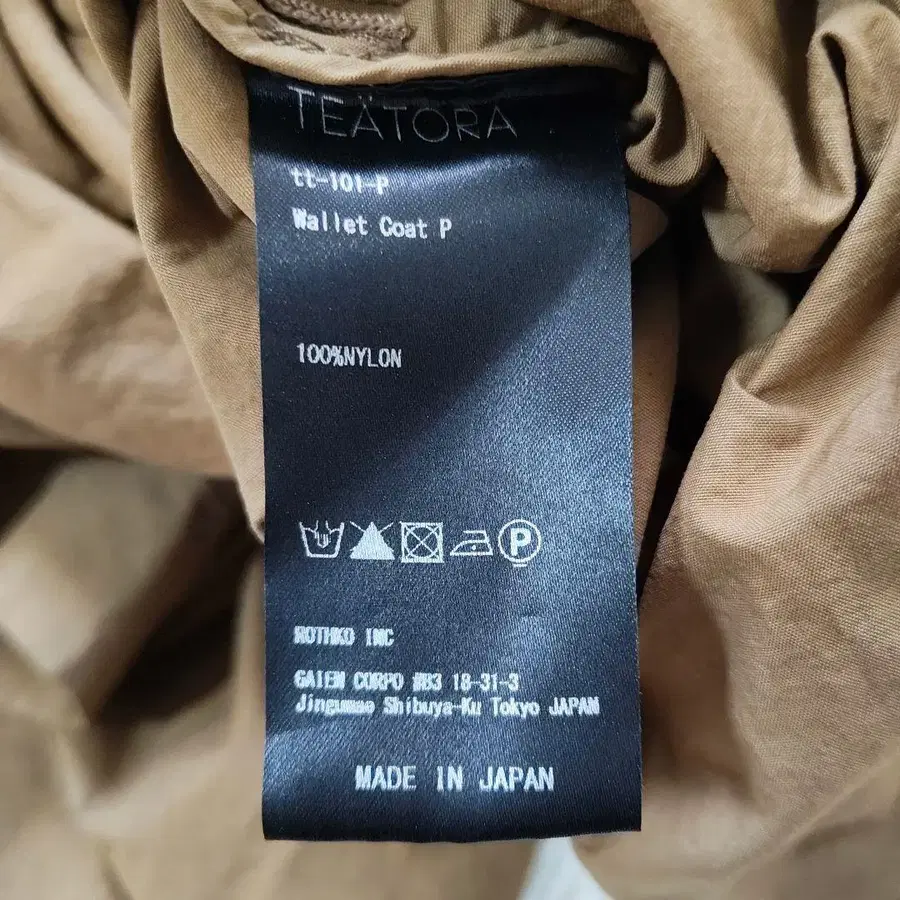 TEÄTORA
tt-101-P
Wallet Coat P
100%NYLON
P
ROTHKO INC
GAIEN CORPO #B3 18-31-3
Jingumae Shibuya-Ku Tokyo JAPAN
MADE IN JAPAN